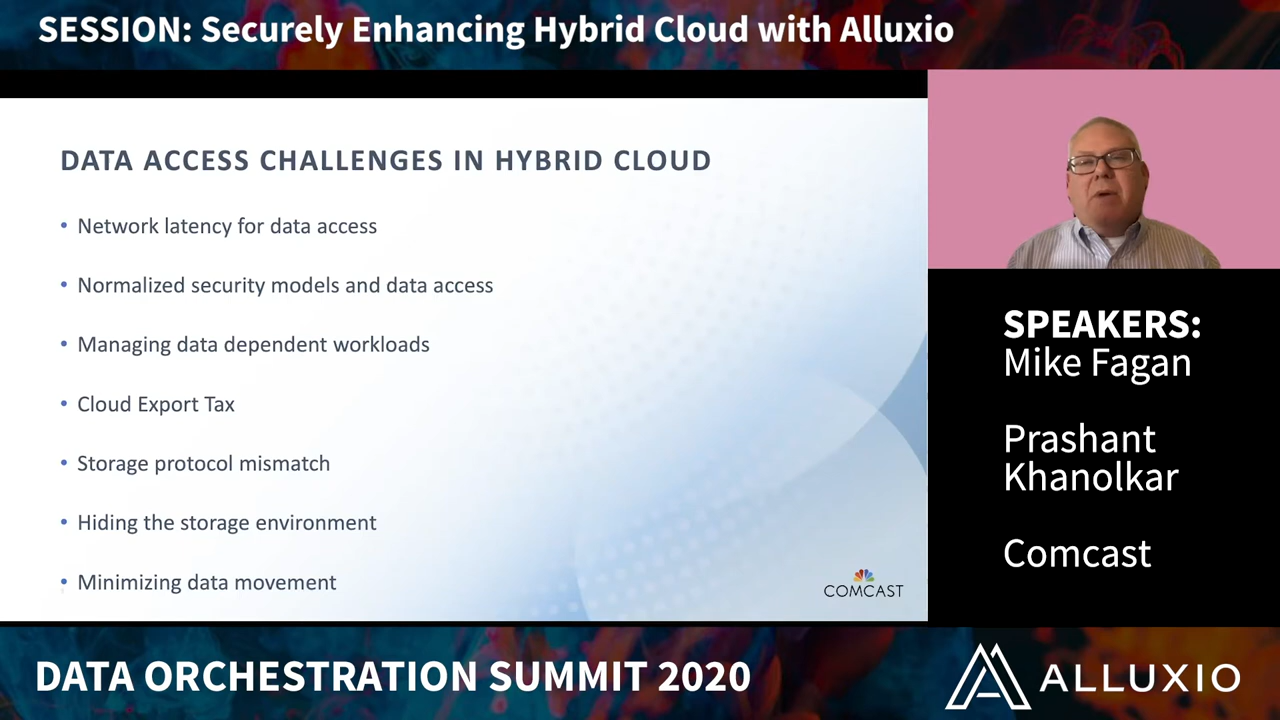 SESSION: Securely Enhancing Hybrid Cloud with Alluxio
DATA ACCESS CHALLENGES IN HYBRID CLOUD
• Network latency for data access
• Normalized security models and data access
• Managing data dependent workloads
• Cloud Export Tax
• Storage protocol mismatch
• Hiding the storage environment
• Minimizing data movement
COMCAST
SPEAKERS:
Mike Fagan
Prashant
Khanolkar
Comcast
DATA ORCHESTRATION SUMMIT 2020
ALLUXIO